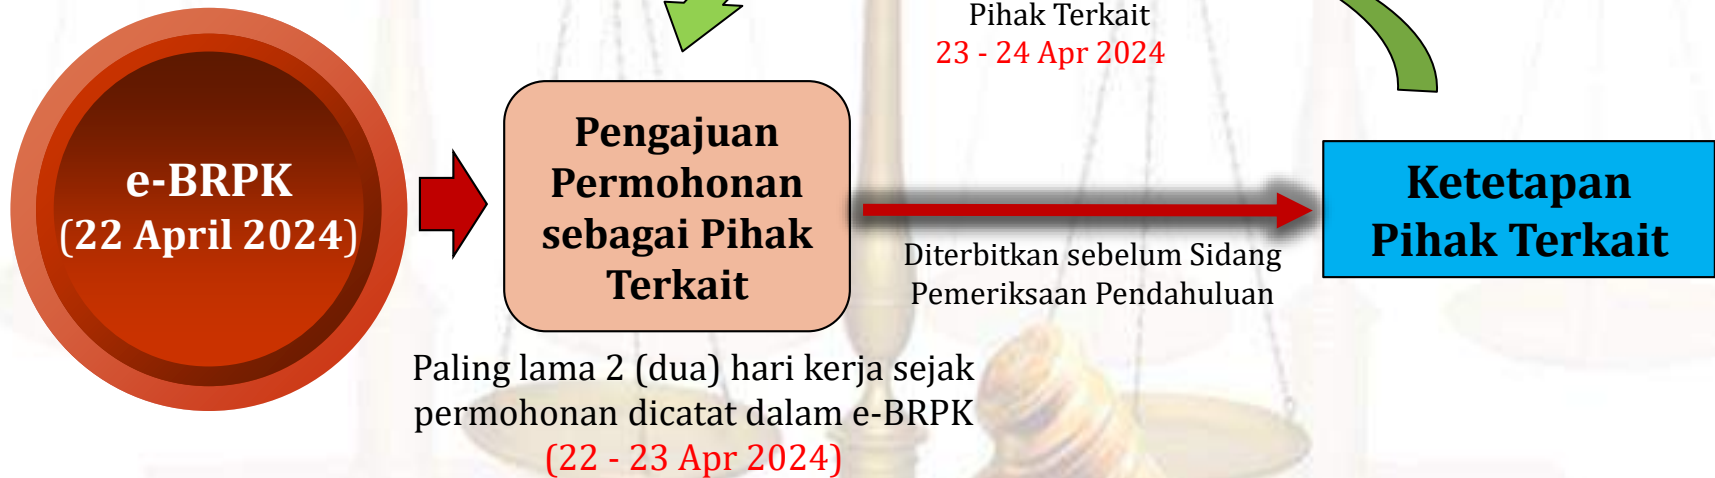 Pihak Terkait
23 - 24 Apr 2024
e-BRPK
(22 April 2024)
Pengajuan
Permohonan
sebagai Pihak
Terkait
Diterbitkan sebelum Sidang
Pemeriksaan Pendahuluan
Ketetapan
Pihak Terkait
Paling lama 2 (dua) hari kerja sejak
permohonan dicatat dalam e-BRPK
(22 - 23 Apr 2024)